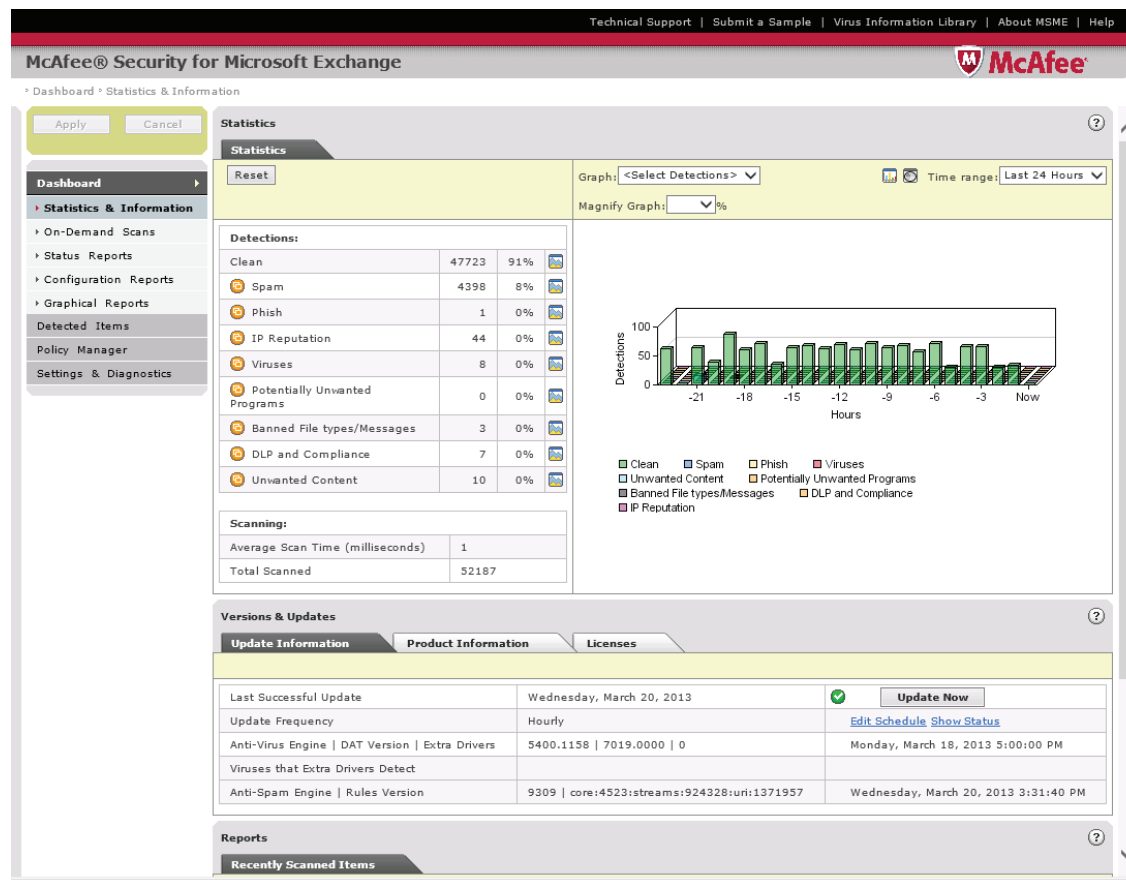 Technical Support | Submit a Sample | Virus Information Library | About MSME | Help
McAfee® Security for Microsoft Exchange
McAfee
Dashboard Statistics & Information
Apply Cancel
Dashboard
Statistics & Information
On-Demand Scans
Status Reports
Configuration Reports
Graphical Reports
Detected Items
Policy Manager
Settings & Diagnostics
Statistics ?
Statistics
Reset
Graph: <Select Detections> Time range: Last 24 Hours
Magnify Graph: %
Detections:
Clean 47723 91%
Spam 4398 8%
Phish 1 0%
IP Reputation 44 0%
Viruses 8 0%
Potentially Unwanted
Programs 0 0%
Banned File types/Messages 3 0%
DLP and Compliance 7 0%
Unwanted Content 10 0%
Scanning:
Average Scan Time (milliseconds) 1
Total Scanned 52187
Detections
100
50
0
-21 -18 -15 -12 -9 -6 -3 Now
Hours
Clean Spam Phish Viruses
Unwanted Content Potentially Unwanted Programs
Banned File types/Messages DLP and Compliance
IP Reputation
Versions & Updates ?
Update Information Product Information Licenses
Last Successful Update Wednesday, March 20, 2013 Update Now
Update Frequency Hourly Edit Schedule Show Status
Anti-Virus Engine | DAT Version | Extra Drivers 5400.1158 | 7019.0000 | 0 Monday, March 18, 2013 5:00:00 PM
Viruses that Extra Drivers Detect
Anti-Spam Engine | Rules Version 9309 | core:4523:streams:924328:uri:1371957 Wednesday, March 20, 2013 3:31:40 PM
Reports ?
Recently Scanned Items